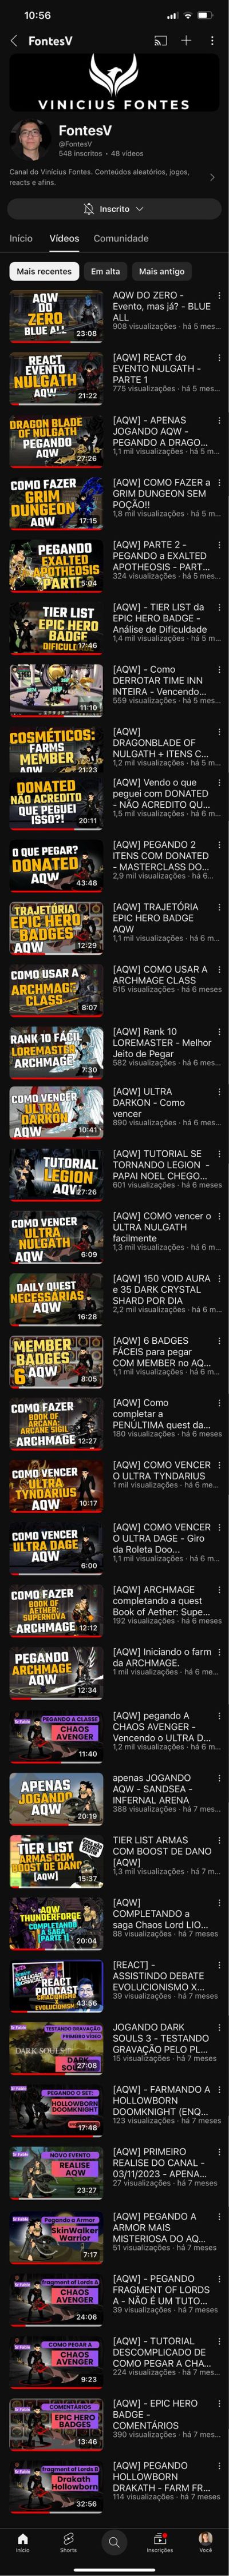 10:56
FontesV
VINICIUS FONTES
FontesV
@FontesV
548 inscritos • 48 vídeos
Canal do Vinícius Fontes. Conteúdos aleatórios, jogos,
reacts e afins.
Inscrito
Início Vídeos Comunidade
Mais recentes Em alta Mais antigo
AQW
DO
ZERO
BLUE ALL
23:08
AQW DO ZERO -
Evento, mas já? - BLUE
ALL
908 visualizações · há 5 mes...
REACT
EVENTO
NULGATH
AQW
21:22
[AQW] REACT do
EVENTO NULGATH -
PARTE 1
775 visualizações · há 5 mes...
DRAGON BLADE
OF NULGATH
PEGANDO
AQW
27:26
[AQW] - APENAS
JOGANDO AQW -
PEGANDO A DRAGO...
1,1 mil visualizações · há 5 m...
COMO FAZER
GRIM
DUNGEON
AQW
17:15
[AQW] COMO FAZER a
GRIM DUNGEON SEM
POÇÃO!!
1,8 mil visualizações · há 5 m...
PEGANDO
EXALTED
APOTHEOSIS
PART
5:04
[AQW] PARTE 2 -
PEGANDO a EXALTED
APOTHEOSIS - PART...
324 visualizações · há 5 mes...
TIER LIST
EPIC HERO
BADGE
DIFICUL
17:46
[AQW] - TIER LIST da
EPIC HERO BADGE -
Análise de Dificuldade
1,4 mil visualizações · há 5 m...
11:10
[AQW] - Como
DERROTAR TIME INN
INTEIRA - Vencendo...
559 visualizações · há 5 mes...
COSMÉTICOS:
FARMS
MEMBER
AQW
21:23
[AQW]
DRAGONBLADE OF
NULGATH + ITENS C...
1,2 mil visualizações · há 5 m...
DONATED
NÃO ACREDITO
QUE PEGUEI
ISSO?!
20:11
[AQW] Vendo o que
peguei com DONATED
- NÃO ACREDITO QU...
1,5 mil visualizações · há 6 m...
O QUE PEGAR?
DONATED
AQW
43:48
[AQW] PEGANDO 2
ITENS COM DONATED
- MASTERCLASS DO...
2,9 mil visualizações · há 6...
TRAJETÓRIA
EPIC HERO
BADGES
AQW
12:29
[AQW] TRAJETÓRIA
EPIC HERO BADGE
AQW
1,1 mil visualizações · há 6 m...
COMO USAR A
ARCHMAGE
CLASS
8:07
[AQW] COMO USAR A
ARCHMAGE CLASS
515 visualizações · há 6 meses
RANK 10 FÁCIL
LOREMASTER
ARCHMAGE
7:30
[AQW] Rank 10
LOREMASTER - Melhor
Jeito de Pegar
582 visualizações · há 6 mes...
COMO VENCER
ULTRA
DARKON
AQW
10:41
[AQW] ULTRA
DARKON - Como
vencer
890 visualizações · há 6 mes...
TUTORIAL
LEGION
AQW
27:26
[AQW] TUTORIAL SE
TORNANDO LEGION -
PAPAI NOEL CHEGO...
601 visualizações · há 6 meses
COMO VENCER
ULTRA
NULGATH
AQW
6:09
[AQW] COMO vencer o
ULTRA NULGATH
facilmente
1,3 mil visualizações · há 6 m...
DAILY QUEST
NECESSÁRIAS
AQW
16:28
[AQW] 150 VOID AURA
e 35 DARK CRYSTAL
SHARD POR DIA
2,2 mil visualizações · há 6 m...
MEMBER
BADGES
6 AQW
8:05
[AQW] 6 BADGES
FÁCEIS para pegar
COM MEMBER no AQ...
1,1 mil visualizações · há 6 m...
COMO FAZER
BOOK OF
ARCANA:
ARCANE SIGIL
ARCHMAGE
12:27
[AQW] Como
completar a
PENÚLTIMA quest da...
180 visualizações · há 6 meses
COMO VENCER
ULTRA
TYNDARIUS
AQW
10:17
[AQW] COMO VENCER
O ULTRA TYNDARIUS
1 mil visualizações · há 6 me...
COMO VENCER
ULTRA DAGE
AQW
6:00
[AQW] COMO VENCER
O ULTRA DAGE - Giro
da Roleta Doo...
1,1 mil visualizações · há 6 m...
COMO FAZER
BOOK OF
AETHER:
SUPERNOVA
ARCHMAGE
12:12
[AQW] ARCHMAGE
completando a quest
Book of Aether: Supe...
192 visualizações · há 6 meses
PEGANDO
ARCHMAGE
AQW
12:34
[AQW] Iniciando o farm
da ARCHMAGE.
1 mil visualizações · há 6 me...
PEGANDO A CLASSE
CHAOS
AVENGER
11:40
[AQW] pegando A
CHAOS AVENGER -
Vencendo o ULTRA D...
1,2 mil visualizações · há 6 m...
APENAS
JOGANDO
AQW
20:19
apenas JOGANDO
AQW - SANDSEA -
INFERNAL ARENA
388 visualizações · há 7 mes...
TIER LIST
ARMAS COM
BOOST DE DANO
[AQW]
15:37
TIER LIST ARMAS
COM BOOST DE DANO
[AQW]
1,3 mil visualizações · há 7 m...
AQW
THUNDERFORGE
COMPLETANDO
A SAGA
PARTE 1
20:04
[AQW]
COMPLETANDO a
saga Chaos Lord LIO...
88 visualizações · há 7 meses
REACT
PODCAST
EVOLUCIONISM
43:56
[REACT] -
ASSISTINDO DEBATE
EVOLUCIONISMO X...
39 visualizações · há 7 meses
TESTANDO GRAVAÇÃO
PRIMEIRO VÍDEO
DARK SOULS
DARK
SOULS
27:08
JOGANDO DARK
SOULS 3 - TESTANDO
GRAVAÇÃO PELO PL...
15 visualizações · há 7 meses
PEGANDO O SET:
HOLLOWBORN
DOOMKNIGHT
17:48
[AQW] - FARMANDO A
HOLLOWBORN
DOOMKNIGHT (ENQ...
123 visualizações · há 7 meses
NOVO EVENTO
REALISE
AQW
23:27
[AQW] PRIMEIRO
REALISE DO CANAL -
03/11/2023 - APENA...
27 visualizações · há 7 meses
Pegando a Armor
SkinWalker
Warrior
7:17
[AQW] PEGANDO A
ARMOR MAIS
MISTERIOSA DO AQ...
51 visualizações · há 7 meses
fragment of Lords A
CHAOS
AVENGER
24:06
[AQW] - PEGANDO
FRAGMENT OF LORDS
A - NÃO É UM TUTO...
39 visualizações · há 7 meses
COMO PEGAR A
CHAOS
AVENGER
9:23
[AQW] - TUTORIAL
DESCOMPLICADO DE
COMO PEGAR A CHA...
224 visualizações · há 7 mes...
COMENTÁRIOS
EPIC HERO
BADGES
13:46
[AQW] - EPIC HERO
BADGE -
COMENTÁRIOS
390 visualizações · há 7 mes...
fragment of Lords B
Drakath
Hollowborn
32:56
[AQW] PEGANDO
HOLLOWBORN
DRAKATH - FARM FR...
114 visualizações · há 7 meses
Início Shorts Inscrições Você